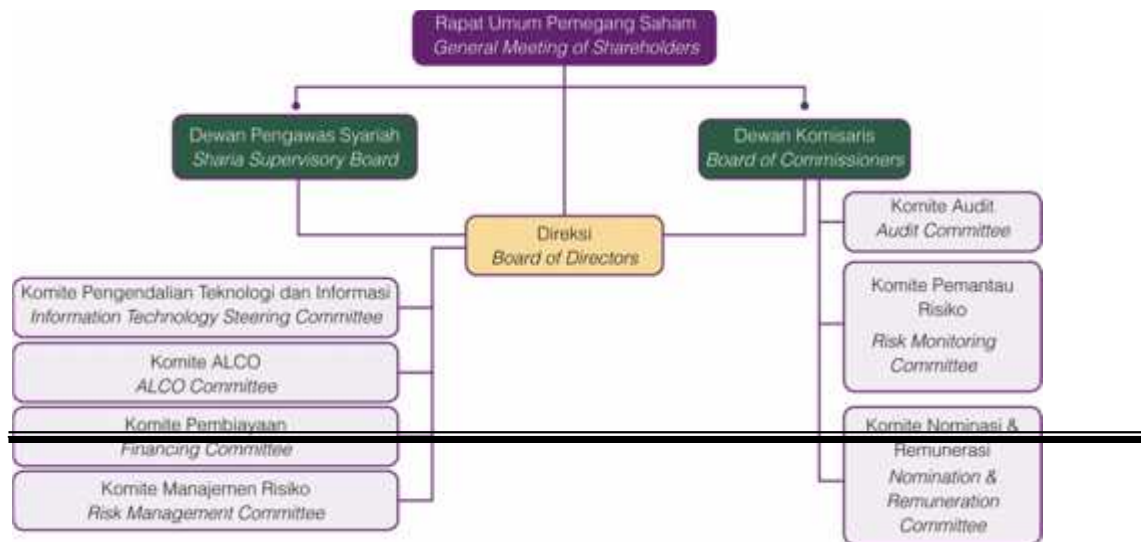 Rapat Umum Pemegang Saham
General Meeting of Shareholders
Dewan Pengawas Syariah
Sharia Supervisory Board
Dewan Komisaris
Board of Commissioners
Direksi
Board of Directors
Komite Audit
Audit Committee
Komite Pemantau
Risiko
Risk Monitoring
Committee
Komite Nominasi &
Remunerasi
Nomination &
Remuneration
Committee
Komite Pengendalian Teknologi dan Informasi
Information Technology Steering Committee
Komite ALCO
ALCO Committee
Komite Pembiayaan
Financing Committee
Komite Manajemen Risiko
Risk Management Committee